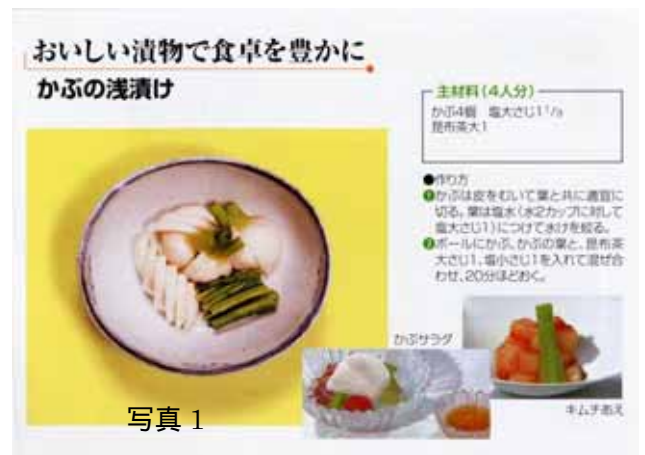 おいしい漬物で食卓を豊かに
かぶの浅漬け
主材料(4人分)
かぶ4個　塩大さじ1 1/3
昆布茶大1
●作り方
❶かぶは皮をむいて葉と共に適宜に
切る。葉は塩水(水2カップに対して
塩大さじ1)につけて水けを絞る。
❷ボールにかぶ、かぶの葉と、昆布茶
大さじ1、塩小さじ1を入れて混ぜ合
わせ、20分ほどおく。
かぶサラダ
キムチあえ
写真 1